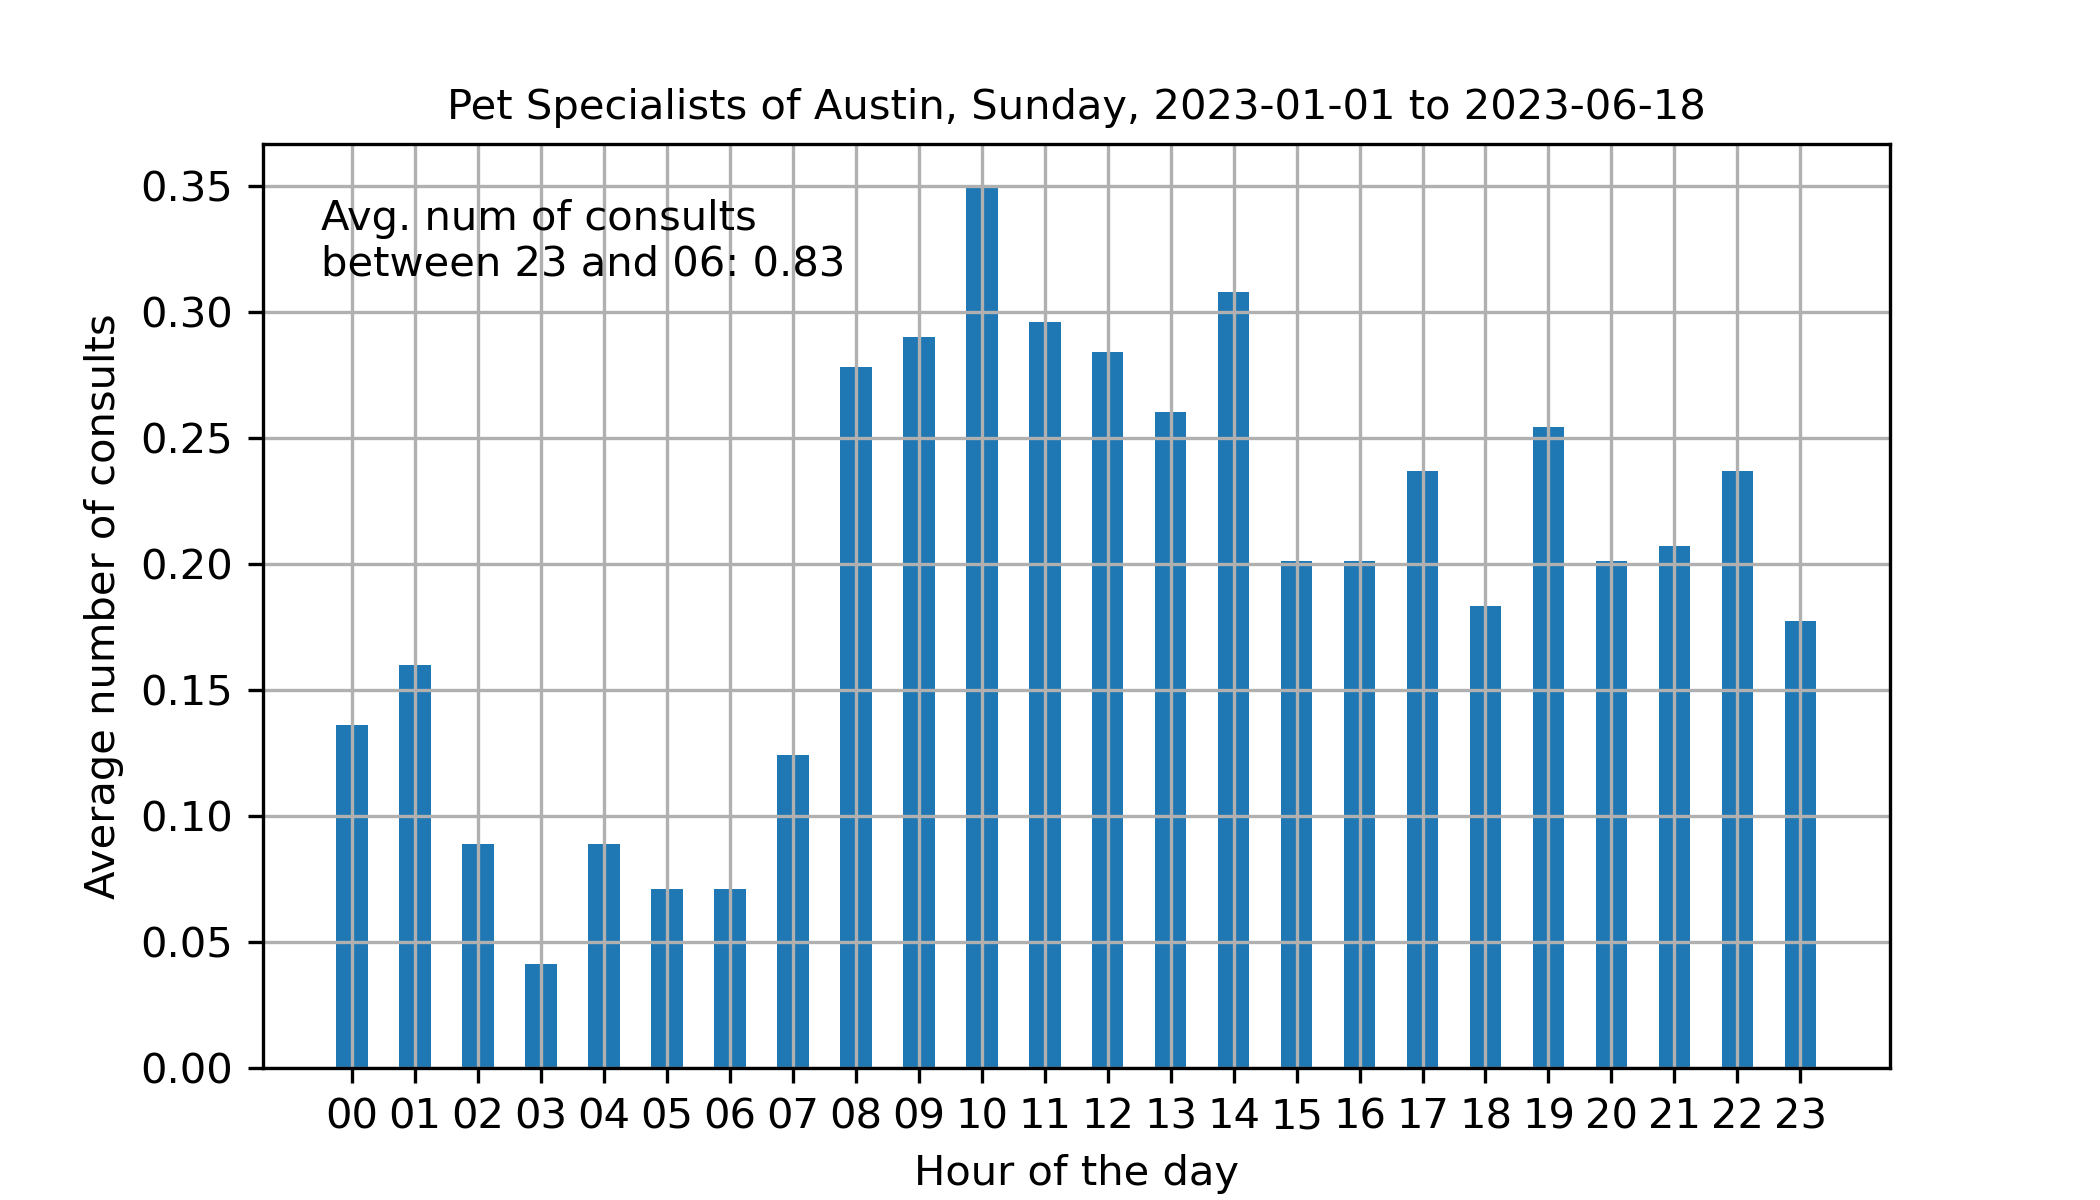 Pet Specialists of Austin, Sunday, 2023-01-01 to 2023-06-18
Avg. num of consults
between 23 and 06: 0.83
Average number of consults
0.35
0.30
0.25
0.20
0.15
0.10
0.05
0.00
00 01 02 03 04 05 06 07 08 09 10 11 12 13 14 15 16 17 18 19 20 21 22 23
Hour of the day